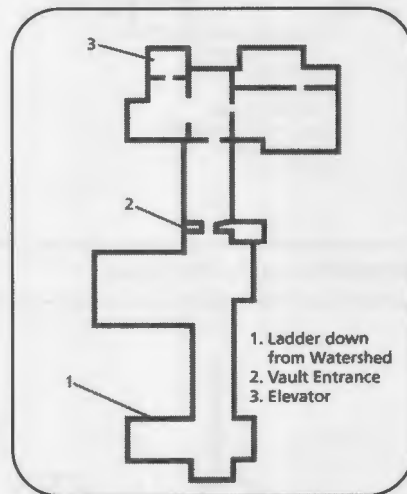 3
2
1
1. Ladder down
from Watershed
2. Vault Entrance
3. Elevator